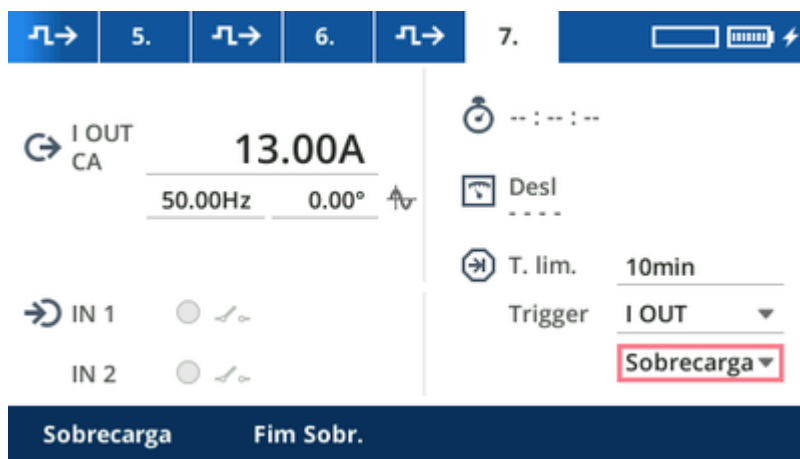 5. 6. 7.
I OUT
CA
13.00A
50.00Hz 0.00°
IN 1
IN 2
-- : -- : --
Desl
- - - -
T. lim. 10min
Trigger I OUT
Sobrecarga
Sobrecarga Fim Sobr.